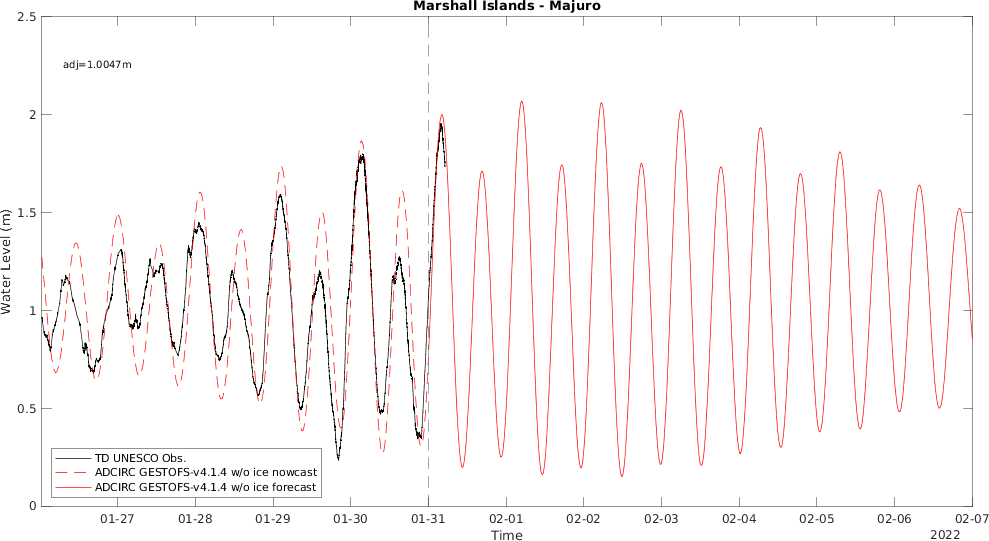 Marshall Islands - Majuro
2.5
adj=1.0047m
2
1.5
Water Level (m)
1
0.5
TD UNESCO Obs.
ADCIRC GESTOFS-v4.1.4 w/o ice nowcast
ADCIRC GESTOFS-v4.1.4 w/o ice forecast
0
01-27 01-28 01-29 01-30 01-31 02-01 02-02 02-03 02-04 02-05 02-06 02-07
Time
2022